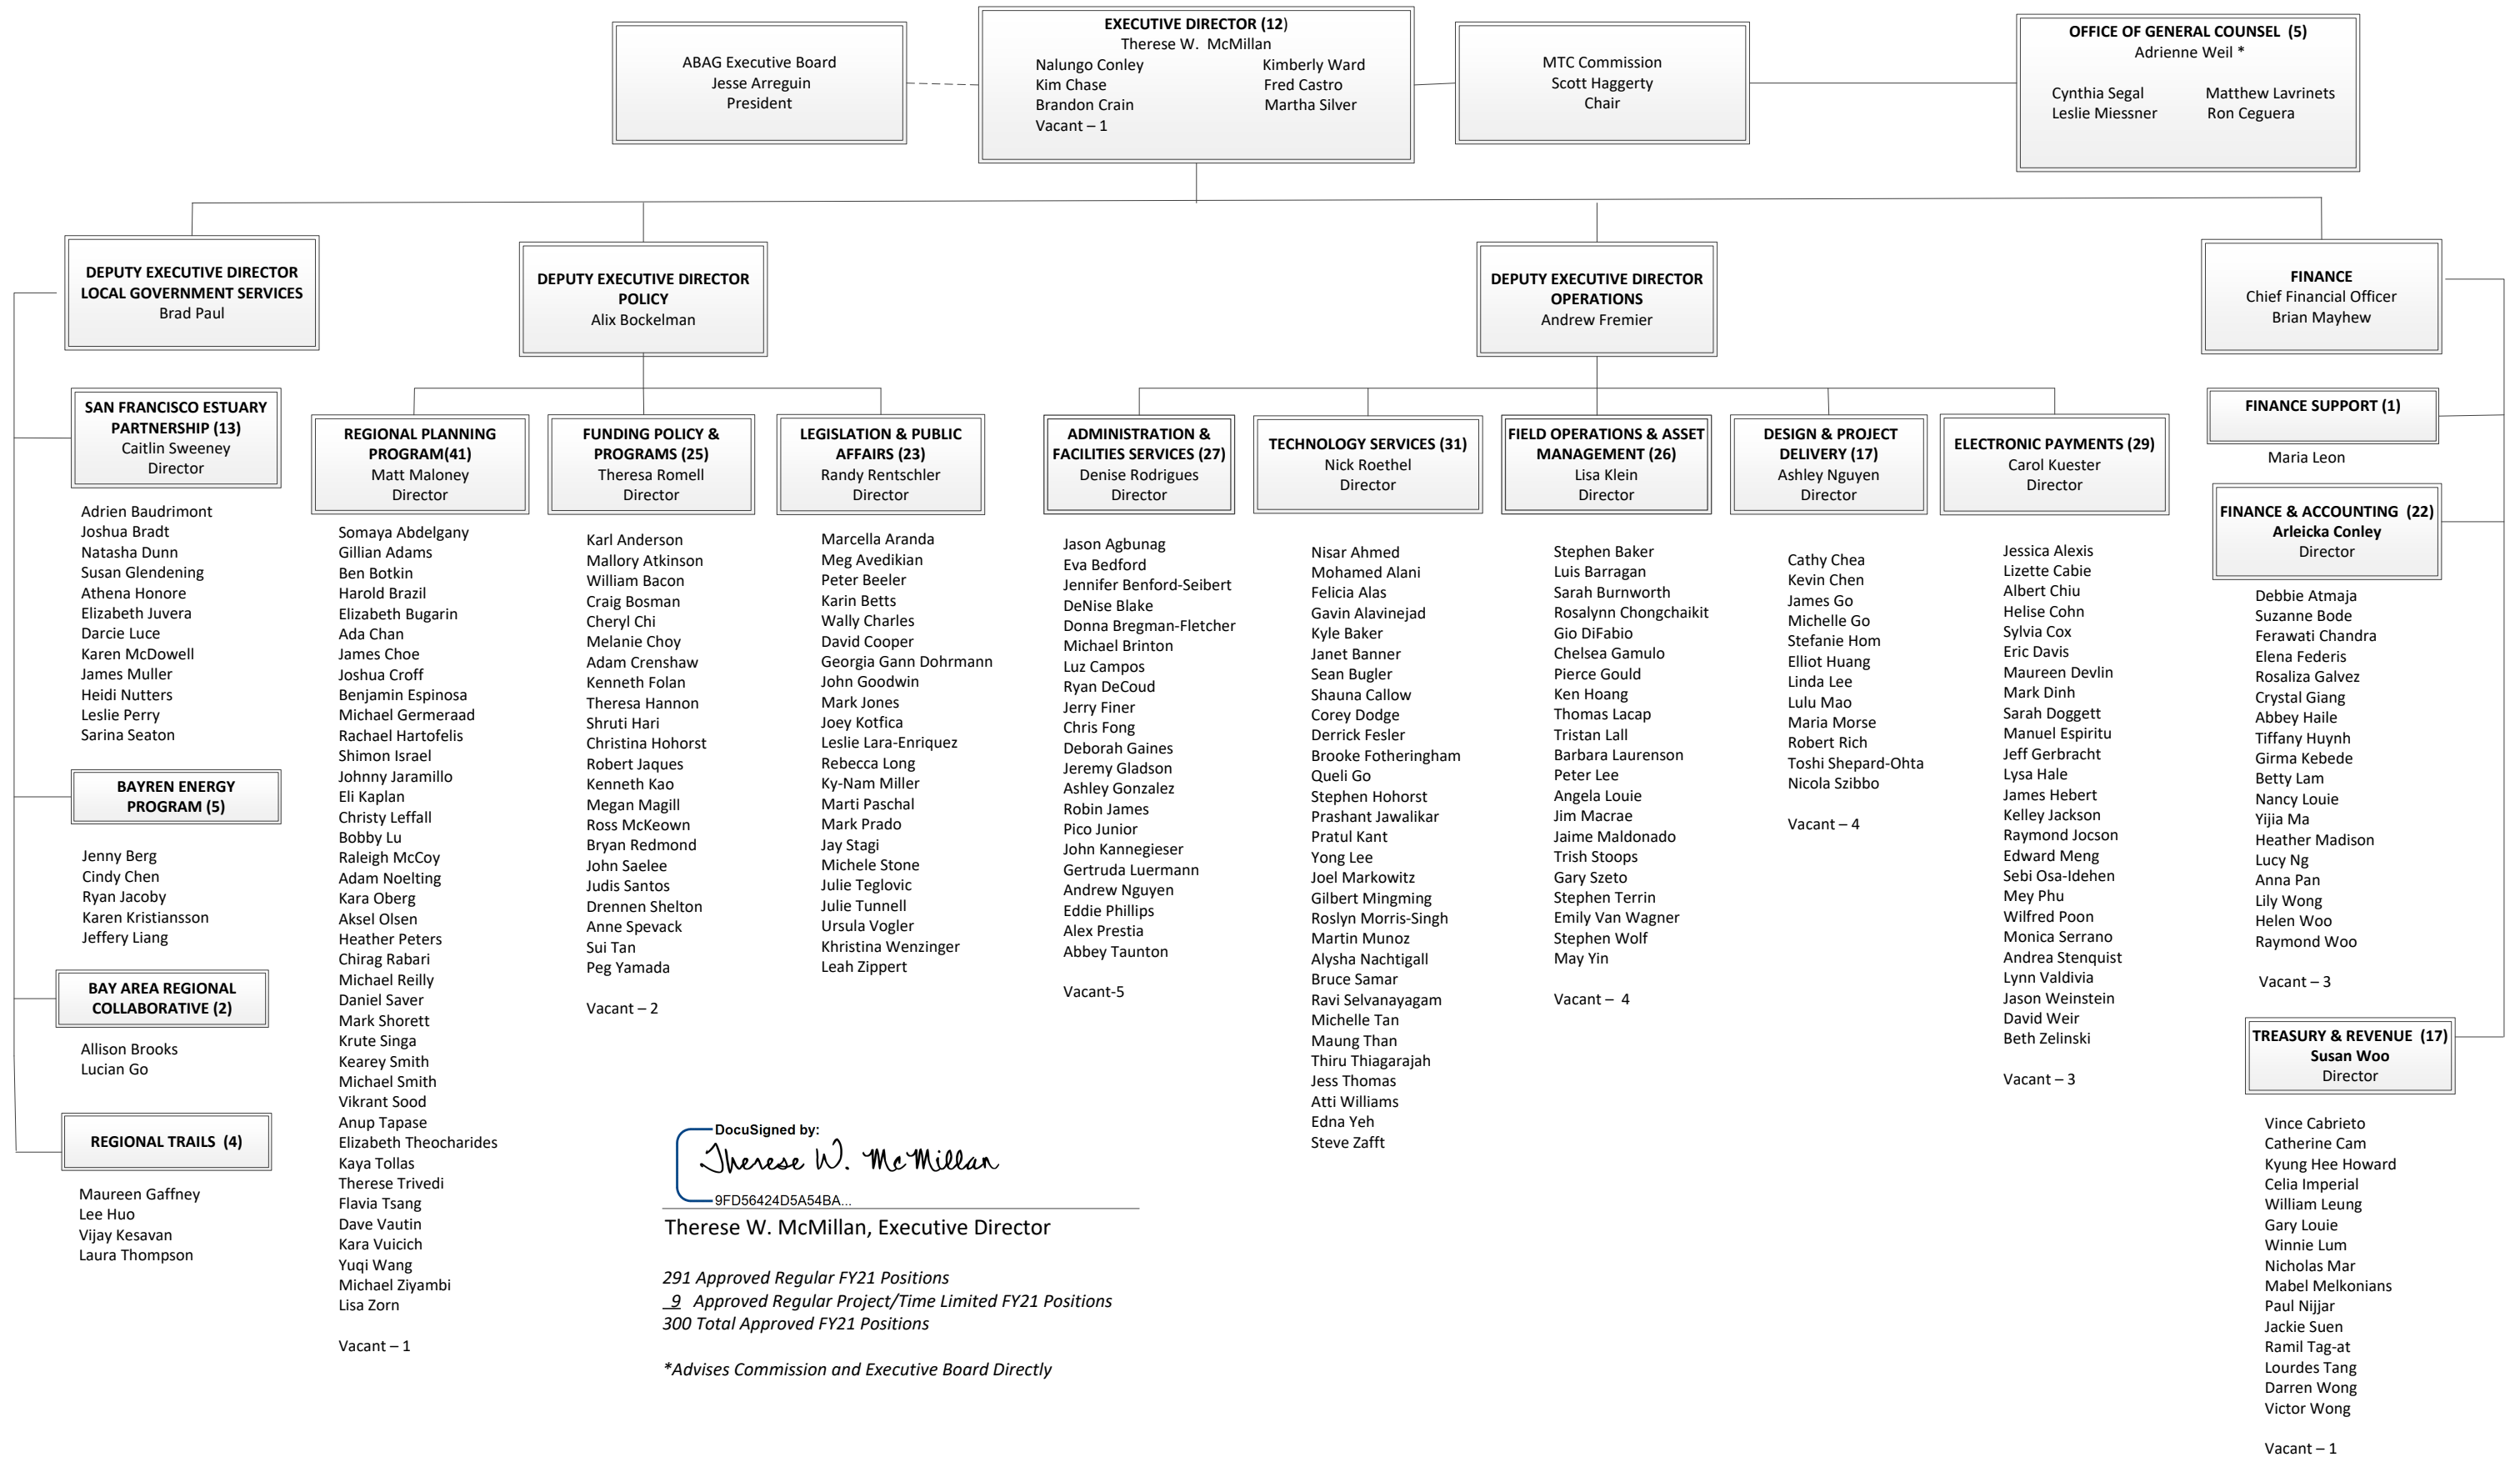 ABAG Executive Board
Jesse Arreguin
President
EXECUTIVE DIRECTOR (12)
Therese W. McMillan
Nalungo Conley
Kim Chase
Brandon Crain
Vacant – 1
Kimberly Ward
Fred Castro
Martha Silver
MTC Commission
Scott Haggerty
Chair
OFFICE OF GENERAL COUNSEL (5)
Adrienne Weil *
Cynthia Segal
Leslie Miessner
Matthew Lavrinets
Ron Ceguera
DEPUTY EXECUTIVE DIRECTOR
LOCAL GOVERNMENT SERVICES
Brad Paul
DEPUTY EXECUTIVE DIRECTOR
POLICY
Alix Bockelman
DEPUTY EXECUTIVE DIRECTOR
OPERATIONS
Andrew Fremier
FINANCE
Chief Financial Officer
Brian Mayhew
SAN FRANCISCO ESTUARY
PARTNERSHIP (13)
Caitlin Sweeney
Director
Adrien Baudrimont
Joshua Bradt
Natasha Dunn
Susan Glendening
Athena Honore
Elizabeth Juvera
Darcie Luce
Karen McDowell
James Muller
Heidi Nutters
Leslie Perry
Sarina Seaton
BAYREN ENERGY
PROGRAM (5)
Jenny Berg
Cindy Chen
Ryan Jacoby
Karen Kristiansson
Jeffery Liang
BAY AREA REGIONAL
COLLABORATIVE (2)
Allison Brooks
Lucian Go
REGIONAL TRAILS (4)
Maureen Gaffney
Lee Huo
Vijay Kesavan
Laura Thompson
REGIONAL PLANNING
PROGRAM(41)
Matt Maloney
Director
Somaya Abdelgany
Gillian Adams
Ben Botkin
Harold Brazil
Elizabeth Bugarin
Ada Chan
James Choe
Joshua Croff
Benjamin Espinosa
Michael Germeraad
Rachael Hartofelis
Shimon Israel
Johnny Jaramillo
Eli Kaplan
Christy Leffall
Bobby Lu
Raleigh McCoy
Adam Noelting
Kara Oberg
Aksel Olsen
Heather Peters
Chirag Rabari
Michael Reilly
Daniel Saver
Mark Shorett
Krute Singa
Kearey Smith
Michael Smith
Vikrant Sood
Anup Tapase
Elizabeth Theocharides
Kaya Tollas
Therese Trivedi
Flavia Tsang
Dave Vautin
Kara Vuicich
Yuqi Wang
Michael Ziyambi
Lisa Zorn
Vacant – 1
FUNDING POLICY &
PROGRAMS (25)
Theresa Romell
Director
Karl Anderson
Mallory Atkinson
William Bacon
Craig Bosman
Cheryl Chi
Melanie Choy
Adam Crenshaw
Kenneth Folan
Theresa Hannon
Shruti Hari
Christina Hohorst
Robert Jaques
Kenneth Kao
Megan Magill
Ross McKeown
Bryan Redmond
John Saelee
Judis Santos
Drennen Shelton
Anne Spevack
Sui Tan
Peg Yamada
Vacant – 2
LEGISLATION & PUBLIC
AFFAIRS (23)
Randy Rentschler
Director
Marcella Aranda
Meg Avedikian
Peter Beeler
Karin Betts
Wally Charles
David Cooper
Georgia Gann Dohrmann
John Goodwin
Mark Jones
Joey Kotfica
Leslie Lara-Enriquez
Rebecca Long
Ky-Nam Miller
Marti Paschal
Mark Prado
Jay Stagi
Michele Stone
Julie Teglovic
Julie Tunnell
Ursula Vogler
Khristina Wenzinger
Leah Zippert
ADMINISTRATION &
FACILITIES SERVICES (27)
Denise Rodrigues
Director
Jason Agbunag
Eva Bedford
Jennifer Benford-Seibert
DeNise Blake
Donna Bregman-Fletcher
Michael Brinton
Luz Campos
Ryan DeCoud
Jerry Finer
Chris Fong
Deborah Gaines
Jeremy Gladson
Ashley Gonzalez
Robin James
Pico Junior
John Kannegieser
Gertruda Luermann
Andrew Nguyen
Eddie Phillips
Alex Prestia
Abbey Taunton
Vacant-5
TECHNOLOGY SERVICES (31)
Nick Roethel
Director
Nisar Ahmed
Mohamed Alani
Felicia Alas
Gavin Alavinejad
Kyle Baker
Janet Banner
Sean Bugler
Shauna Callow
Corey Dodge
Derrick Fesler
Brooke Fotheringham
Queli Go
Stephen Hohorst
Prashant Jawalikar
Pratul Kant
Yong Lee
Joel Markowitz
Gilbert Mingming
Roslyn Morris-Singh
Martin Munoz
Alysha Nachtigall
Bruce Samar
Ravi Selvanayagam
Michelle Tan
Maung Than
Thiru Thiagarajah
Jess Thomas
Atti Williams
Edna Yeh
Steve Zafft
FIELD OPERATIONS & ASSET
MANAGEMENT (26)
Lisa Klein
Director
Stephen Baker
Luis Barragan
Sarah Burnworth
Rosalynn Chongchaikit
Gio DiFabio
Chelsea Gamulo
Pierce Gould
Ken Hoang
Thomas Lacap
Tristan Lall
Barbara Laurenson
Peter Lee
Angela Louie
Jim Macrae
Jaime Maldonado
Trish Stoops
Gary Szeto
Stephen Terrin
Emily Van Wagner
Stephen Wolf
May Yin
Vacant – 4
DESIGN & PROJECT
DELIVERY (17)
Ashley Nguyen
Director
Cathy Chea
Kevin Chen
James Go
Michelle Go
Stefanie Hom
Elliot Huang
Linda Lee
Lulu Mao
Maria Morse
Robert Rich
Toshi Shepard-Ohta
Nicola Szibbo
Vacant – 4
ELECTRONIC PAYMENTS (29)
Carol Kuester
Director
Jessica Alexis
Lizette Cabie
Albert Chiu
Helise Cohn
Sylvia Cox
Eric Davis
Maureen Devlin
Mark Dinh
Sarah Doggett
Manuel Espiritu
Jeff Gerbracht
Lysa Hale
James Hebert
Kelley Jackson
Raymond Jocson
Edward Meng
Sebi Osa-Idehen
Mey Phu
Wilfred Poon
Monica Serrano
Andrea Stenquist
Lynn Valdivia
Jason Weinstein
David Weir
Beth Zelinski
Vacant – 3
FINANCE SUPPORT (1)
Maria Leon
FINANCE & ACCOUNTING (22)
Arleicka Conley
Director
Debbie Atmaja
Suzanne Bode
Ferawati Chandra
Elena Federis
Rosaliza Galvez
Crystal Giang
Abbey Haile
Tiffany Huynh
Girma Kebede
Betty Lam
Nancy Louie
Yijia Ma
Heather Madison
Lucy Ng
Anna Pan
Lily Wong
Helen Woo
Raymond Woo
Vacant – 3
TREASURY & REVENUE (17)
Susan Woo
Director
Vince Cabrieto
Catherine Cam
Kyung Hee Howard
Celia Imperial
William Leung
Gary Louie
Winnie Lum
Nicholas Mar
Mabel Melkonians
Paul Nijjar
Jackie Suen
Ramil Tag-at
Lourdes Tang
Darren Wong
Victor Wong
Vacant – 1
DocuSigned by:
Therese W. McMillan
9FD56424D5A54BA...
Therese W. McMillan, Executive Director
291 Approved Regular FY21 Positions
9 Approved Regular Project/Time Limited FY21 Positions
300 Total Approved FY21 Positions
*Advises Commission and Executive Board Directly